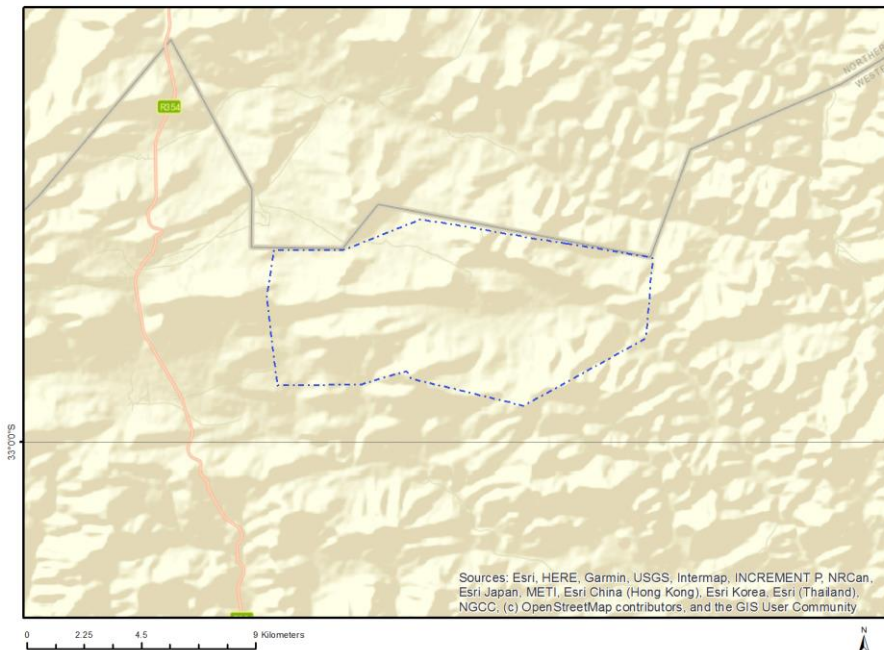 NORTHER
WESTE
R354
33°0'0"S
Sources: Esri, HERE, Garmin, USGS, Intermap, INCREMENT P, NRCan,
Esri Japan, METI, Esri China (Hong Kong), Esri Korea, Esri (Thailand),
NGCC, (c) OpenStreetMap contributors, and the GIS User Community
0 2.25 4.5 9 Kilometers
N